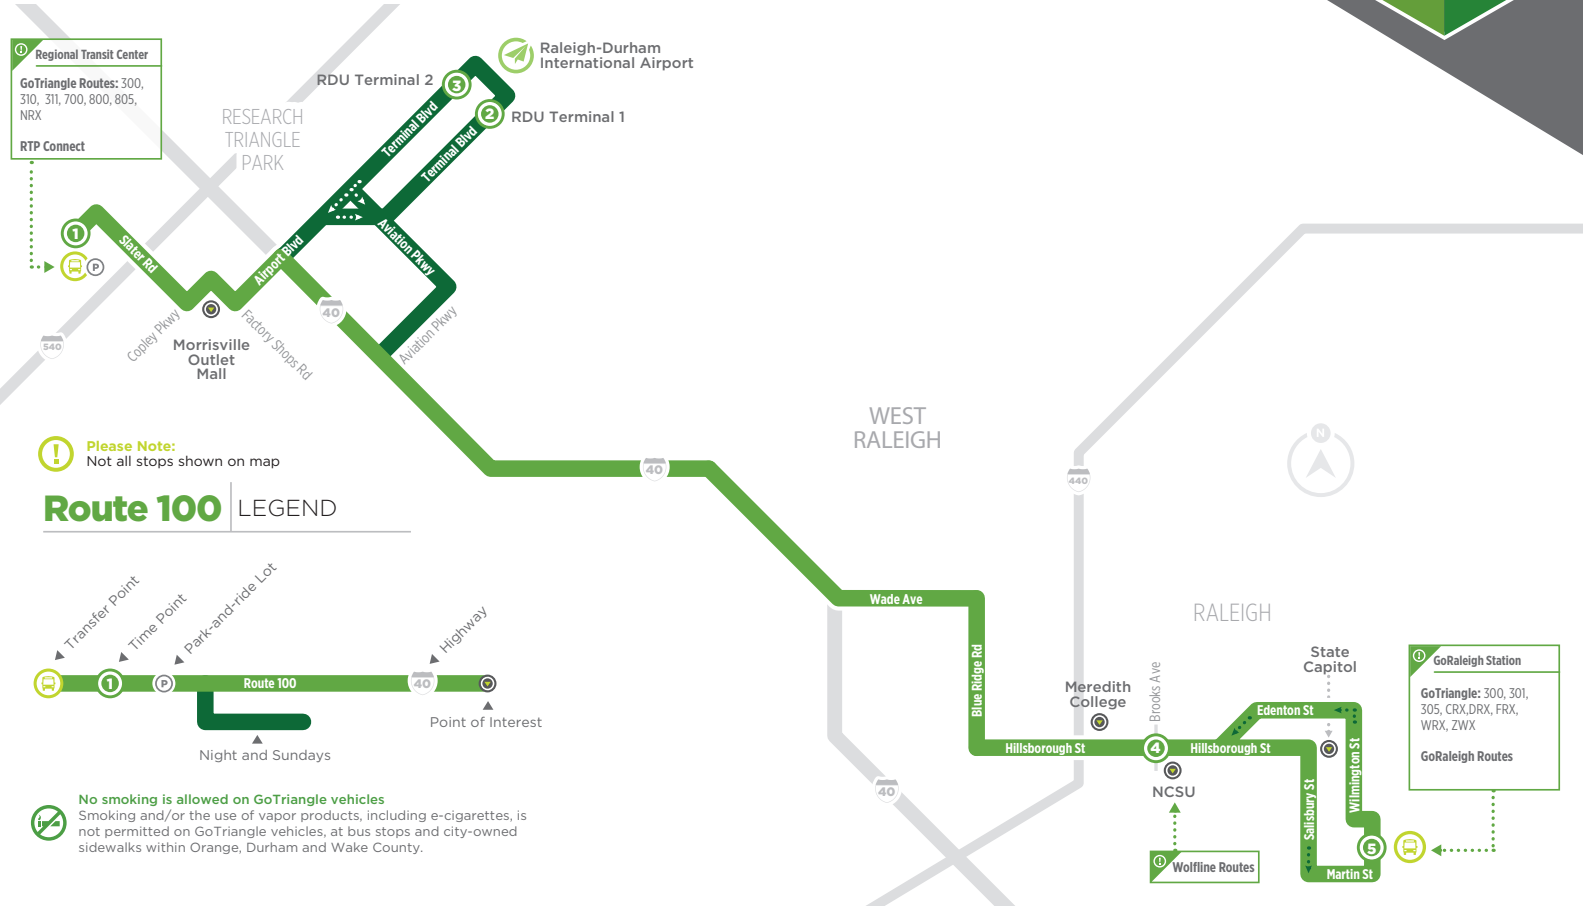 Regional Transit Center
GoTriangle Routes: 300,
310, 311, 700, 800, 805,
NRX
RTP Connect
RESEARCH
TRIANGLE
PARK
RDU Terminal 2
3
Raleigh-Durham
International Airport
2
RDU Terminal 1
Terminal Blvd
Terminal Blvd
1
P
Slater Rd
Airport Blvd
Aviation Pkwy
Aviation Pkwy
540
Copley Pkwy
Factory Shops Rd
40
Morrisville
Outlet
Mall
Please Note:
Not all stops shown on map
Route 100
LEGEND
WEST
RALEIGH
N
40
440
Transfer Point
Time Point
Park-and-ride Lot
Highway
1
P
Route 100
40
Point of Interest
Night and Sundays
No smoking is allowed on GoTriangle vehicles
Smoking and/or the use of vapor products, including e-cigarettes, is
not permitted on GoTriangle vehicles, at bus stops and city-owned
sidewalks within Orange, Durham and Wake County.
Wade Ave
Blue Ridge Rd
RALEIGH
Meredith
College
Brooks Ave
State
Capitol
Edenton St
Hillsborough St
4
Hillsborough St
NCSU
40
Wolfline Routes
Salisbury St
Wilmington St
Martin St
5
GoRaleigh Station
GoTriangle: 300, 301,
305, CRX,DRX, FRX,
WRX, ZWX
GoRaleigh Routes